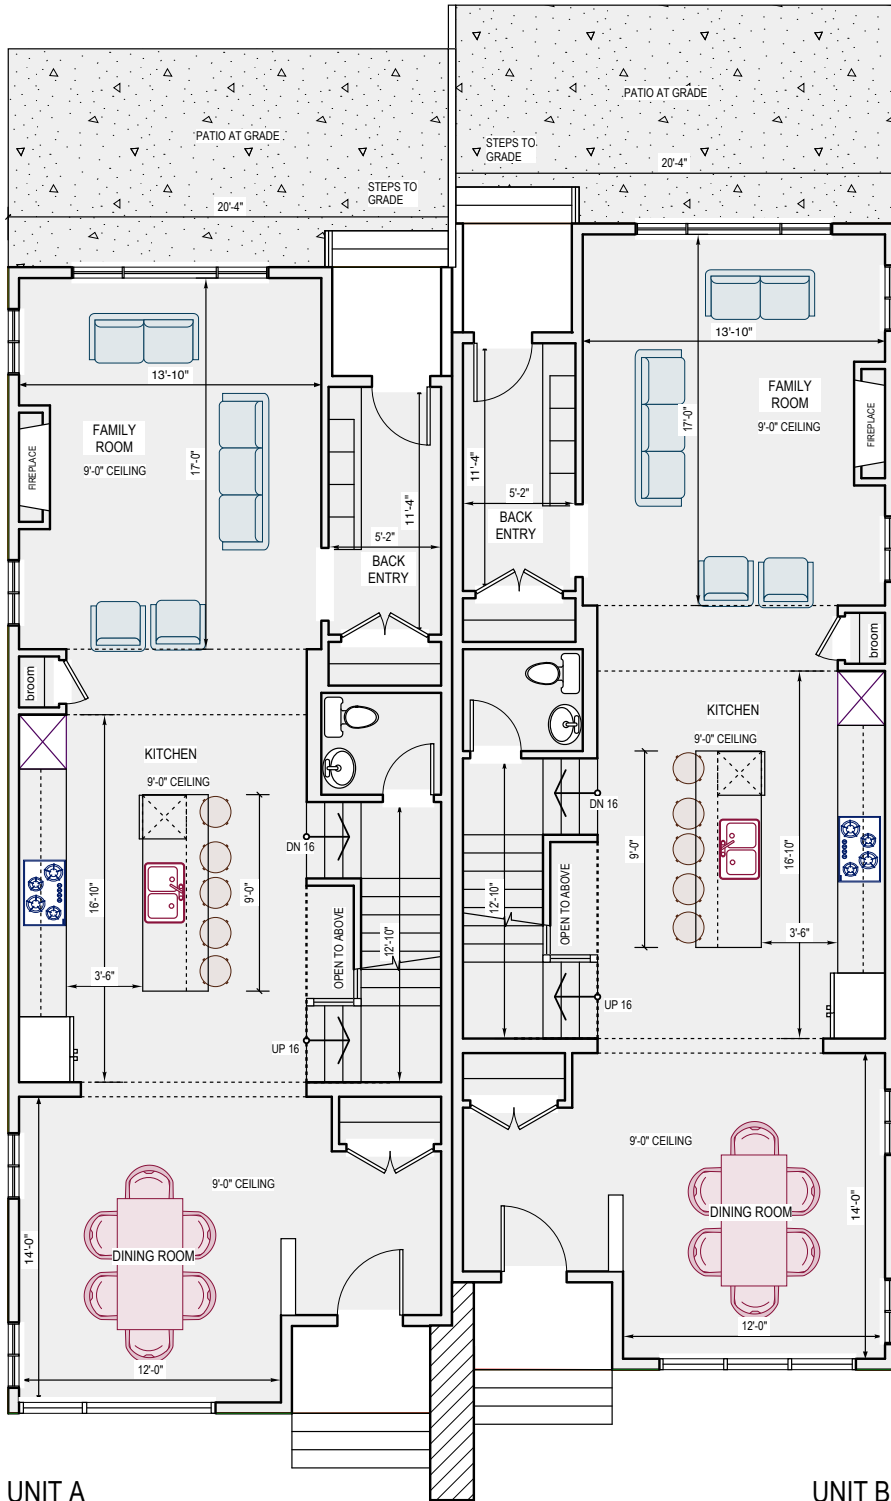 PATIO AT GRADE
STEPS TO
GRADE
20'-4"
PATIO AT GRADE
STEPS TO
GRADE
20'-4"
13'-10"
FAMILY
ROOM
9'-0" CEILING
17'-0"
FIREPLACE
11'-4"
5'-2"
BACK
ENTRY
broom
KITCHEN
9'-0" CEILING
DN 16
16'-10"
9'-0"
OPEN TO ABOVE
12'-10"
3'-6"
UP 16
9'-0" CEILING
14'-0"
DINING ROOM
12'-0"
UNIT A
13'-10"
FAMILY
ROOM
9'-0" CEILING
17'-0"
FIREPLACE
11'-4"
5'-2"
BACK
ENTRY
broom
KITCHEN
9'-0" CEILING
DN 16
9'-0"
16'-10"
OPEN TO ABOVE
12'-10"
3'-6"
UP 16
9'-0" CEILING
14'-0"
DINING ROOM
12'-0"
UNIT B